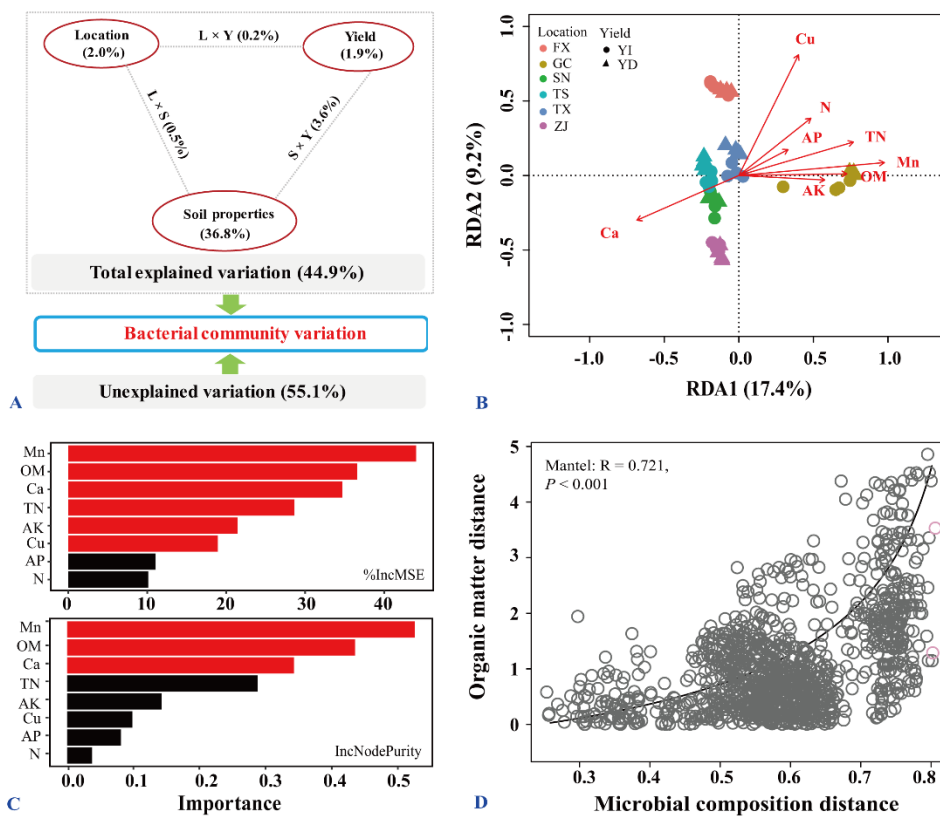 Location
(2.0%)
L × Y (0.2%)
Yield
(1.9%)
L × S (0.5%)
S × Y (3.6%)
Soil properties
(36.8%)
Total explained variation (44.9%)
Bacterial community variation
Unexplained variation (55.1%)
A
Location
FX
GC
SN
TS
TX
ZJ
Yield
YI
YD
Cu
N
AP
TN
Mn
OM
AK
Ca
1.0
0.5
0.0
-0.5
-1.0
RDA2 (9.2%)
-1.0 -0.5 0.0 0.5 1.0
RDA1 (17.4%)
B
Mn
OM
Ca
TN
AK
Cu
AP
N
%IncMSE
0 10 20 30 40
Mn
OM
Ca
TN
AK
Cu
AP
N
IncNodePurity
0.0 0.1 0.2 0.3 0.4 0.5
Importance
C
Mantel: R = 0.721,
P < 0.001
5
4
3
2
1
0
Organic matter distance
0.3 0.4 0.5 0.6 0.7 0.8
Microbial composition distance
D